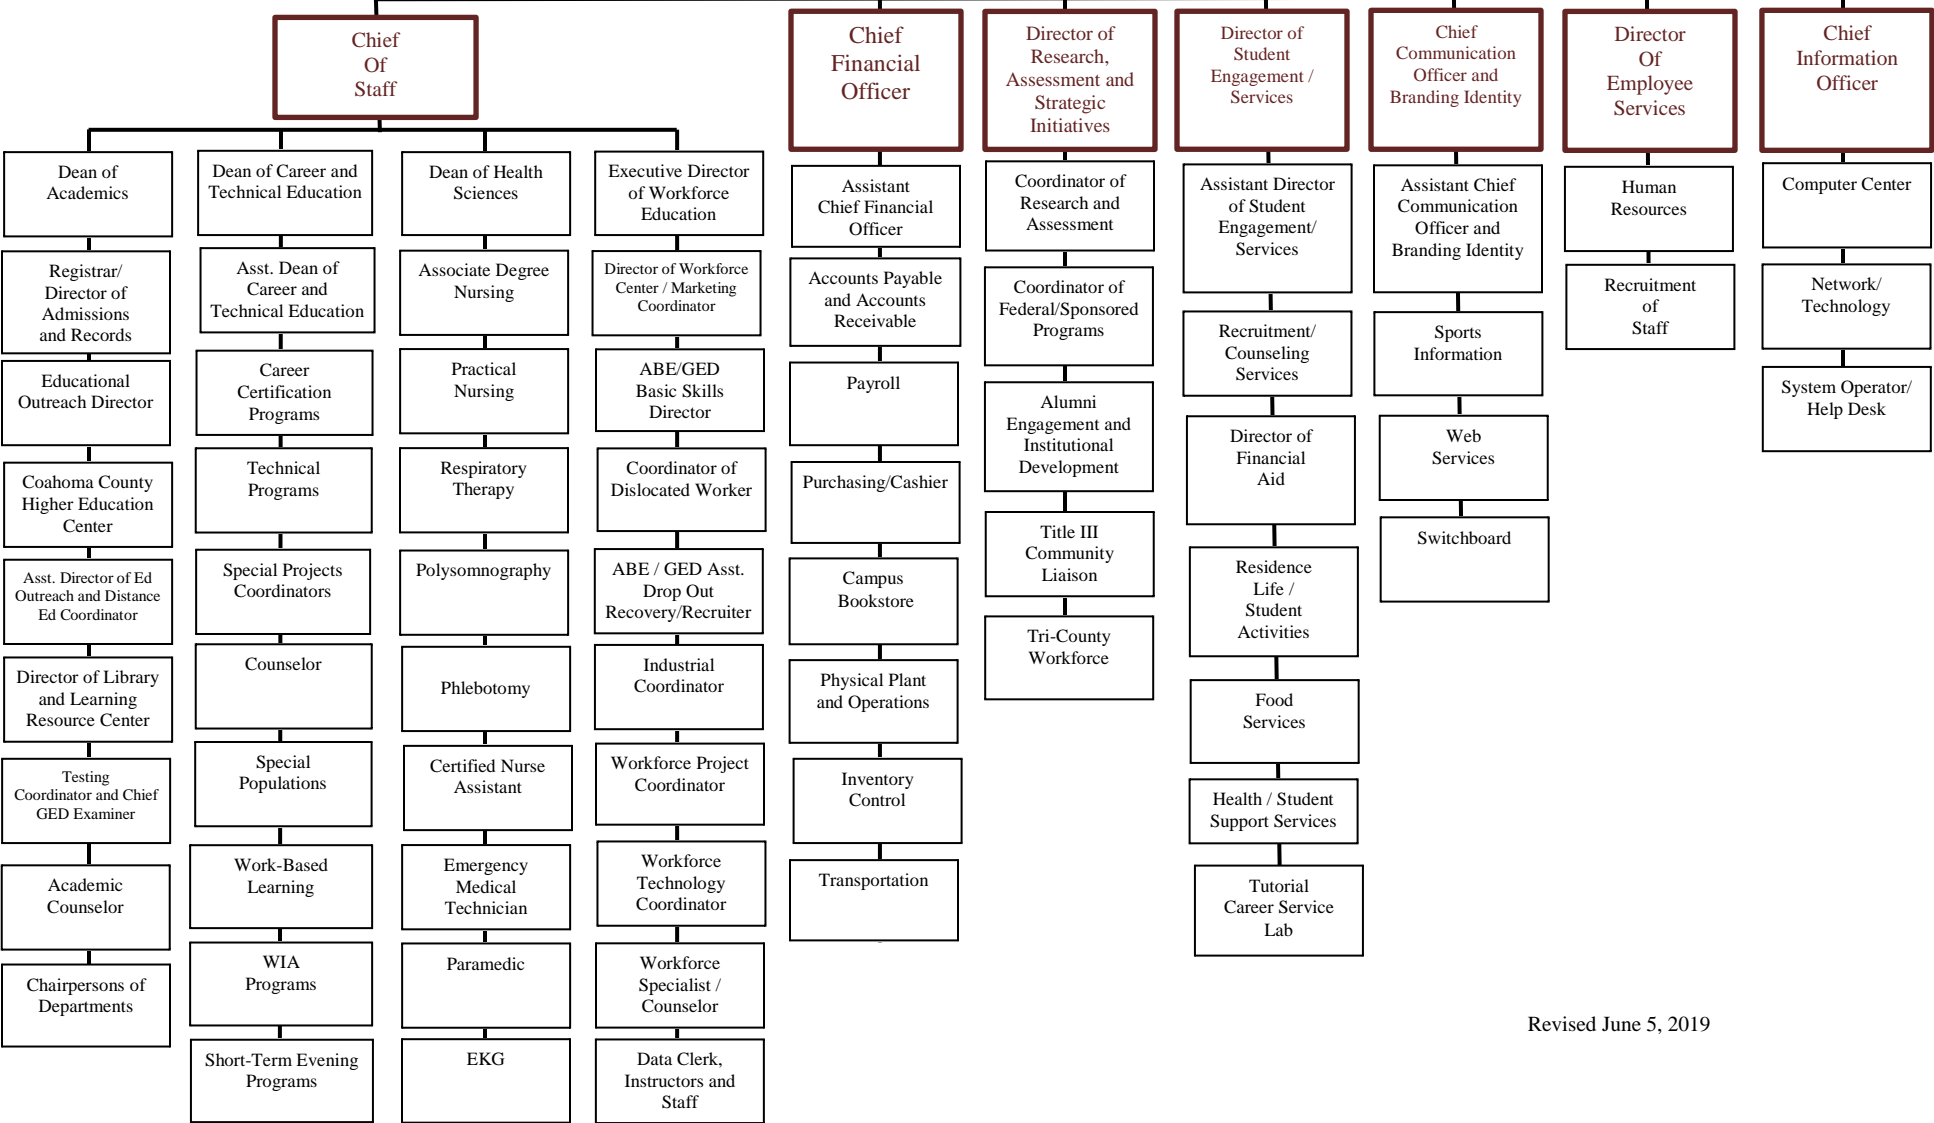 Chief
Of
Staff
Chief
Financial
Officer
Director of
Research,
Assessment and
Strategic
Initiatives
Director of
Student
Engagement /
Services
Chief
Communication
Officer and
Branding Identity
Director
Of
Employee
Services
Chief
Information
Officer
Dean of
Academics
Registrar/
Director of
Admissions
and Records
Educational
Outreach Director
Coahoma County
Higher Education
Center
Asst. Director of Ed
Outreach and Distance
Ed Coordinator
Director of Library
and Learning
Resource Center
Testing
Coordinator and Chief
GED Examiner
Academic
Counselor
Chairpersons of
Departments
Dean of Career and
Technical Education
Asst. Dean of
Career and
Technical Education
Career
Certification
Programs
Technical
Programs
Special Projects
Coordinators
Counselor
Special
Populations
Work-Based
Learning
WIA
Programs
Short-Term Evening
Programs
Dean of Health
Sciences
Associate Degree
Nursing
Practical
Nursing
Respiratory
Therapy
Polysomnography
Phlebotomy
Certified Nurse
Assistant
Emergency
Medical
Technician
Paramedic
EKG
Executive Director
of Workforce
Education
Director of Workforce
Center / Marketing
Coordinator
ABE/GED
Basic Skills
Director
Coordinator of
Dislocated Worker
ABE / GED Asst.
Drop Out
Recovery/Recruiter
Industrial
Coordinator
Workforce Project
Coordinator
Workforce
Technology
Coordinator
Workforce
Specialist /
Counselor
Data Clerk,
Instructors and
Staff
Assistant
Chief Financial
Officer
Accounts Payable
and Accounts
Receivable
Payroll
Purchasing/Cashier
Campus
Bookstore
Physical Plant
and Operations
Inventory
Control
Transportation
Coordinator of
Research and
Assessment
Coordinator of
Federal/Sponsored
Programs
Alumni
Engagement and
Institutional
Development
Title III
Community
Liaison
Tri-County
Workforce
Assistant Director
of Student
Engagement/
Services
Recruitment/
Counseling
Services
Director of
Financial
Aid
Residence
Life /
Student
Activities
Food
Services
Health / Student
Support Services
Tutorial
Career Service
Lab
Assistant Chief
Communication
Officer and
Branding Identity
Sports
Information
Web
Services
Switchboard
Human
Resources
Recruitment
of
Staff
Computer Center
Network/
Technology
System Operator/
Help Desk
Revised June 5, 2019